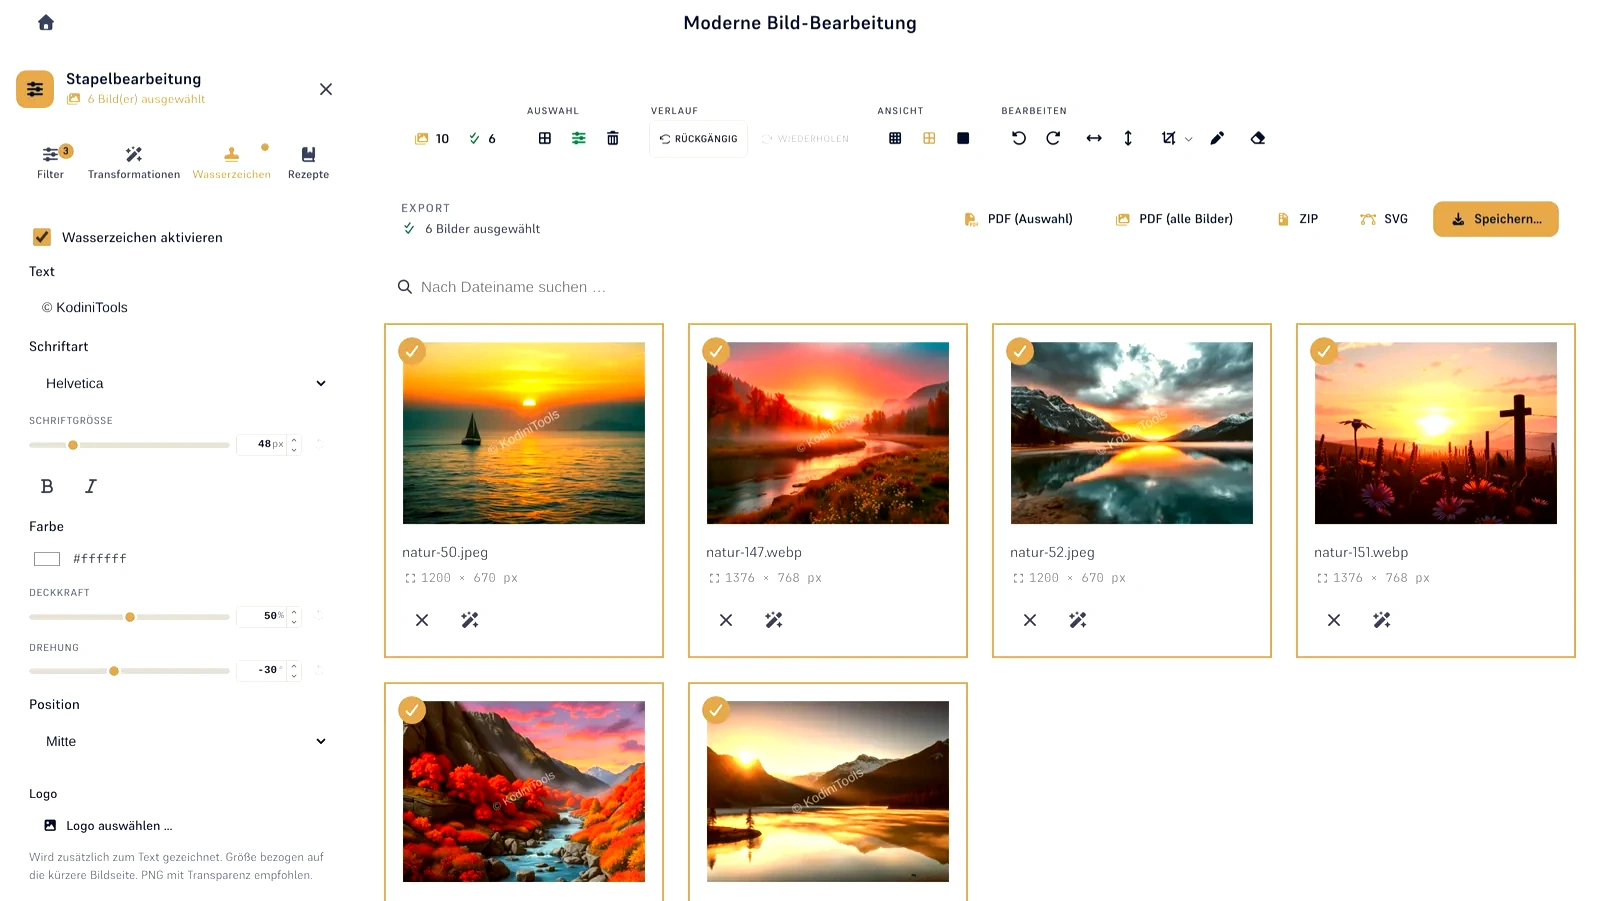 Moderne Bild-Bearbeitung
Stapelbearbeitung
6 Bild(er) ausgewählt
3
Filter
Transformationen
Wasserzeichen
Rezepte
Wasserzeichen aktivieren
Text
© KodiniTools
Schriftart
Helvetica
SCHRIFTGRÖSSE
48px
B I
Farbe
#ffffff
DECKKRAFT
50%
DREHUNG
-30°
Position
Mitte
Logo
Logo auswählen ...
Wird zusätzlich zum Text gezeichnet. Größe bezogen auf
die kürzere Bildseite. PNG mit Transparenz empfohlen.
10 6
AUSWAHL
VERLAUF
RÜCKGÄNGIG
WIEDERHOLEN
ANSICHT
BEARBEITEN
EXPORT
6 Bilder ausgewählt
PDF (Auswahl)
PDF (alle Bilder)
ZIP
SVG
Speichern...
Nach Dateiname suchen ...
© KodiniTools
natur-50.jpeg
1200 × 670 px
© KodiniTools
natur-147.webp
1376 × 768 px
© KodiniTools
natur-52.jpeg
1200 × 670 px
natur-151.webp
1376 × 768 px
© KodiniTools
© KodiniTools